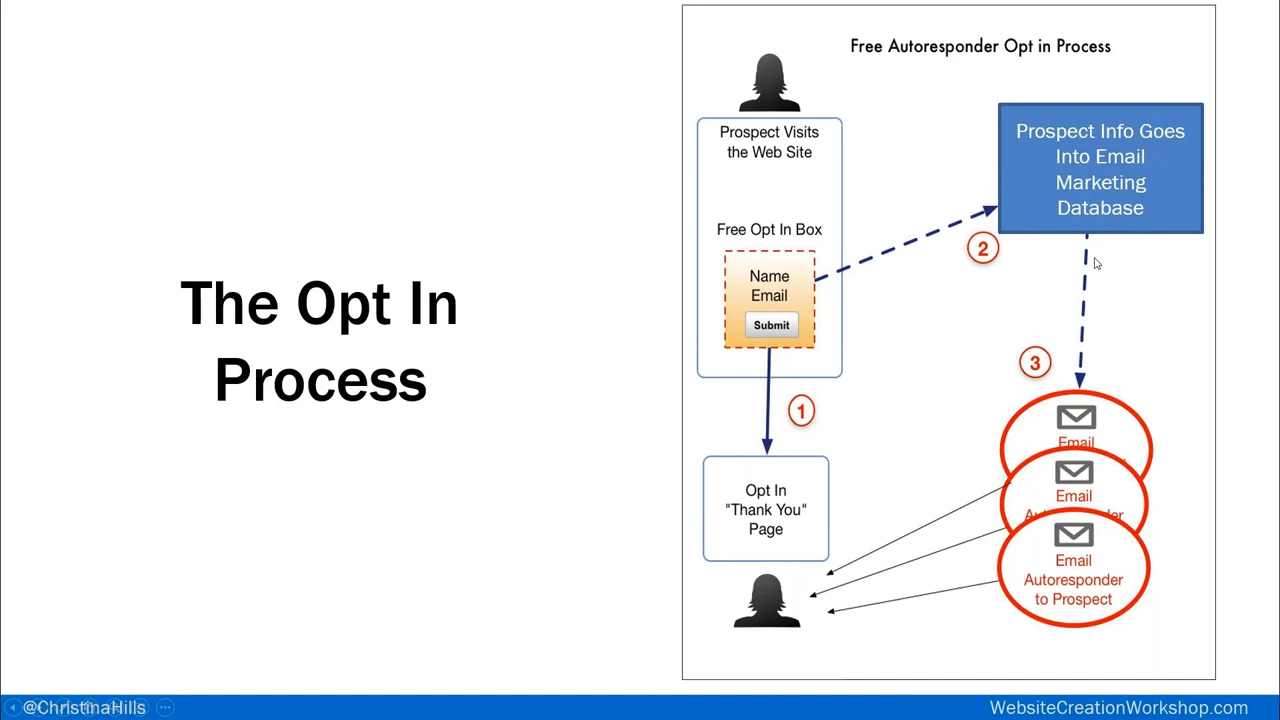 The Opt In
Process
Free Autoresponder Opt in Process
Prospect Visits
the Web Site
Free Opt In Box
Name
Email
Submit
1
Opt In
"Thank You"
Page
2
Prospect Info Goes
Into Email
Marketing
Database
3
Email
Email
Email
Autoresponder
to Prospect
@ChristinaHills
WebsiteCreationWorkshop.com